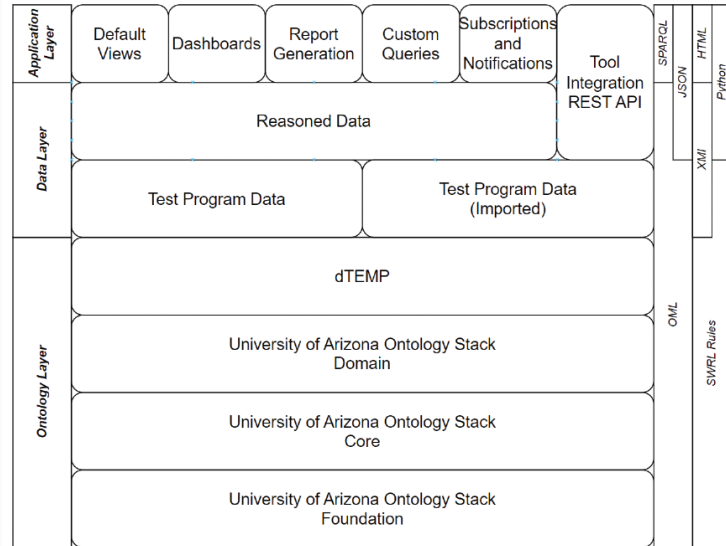 Application
Layer
Default
Views
Dashboards
Report
Generation
Custom
Queries
Subscriptions
and
Notifications
Tool
Integration
REST API
SPARQL
JSON
HTML
Python
Data Layer
Reasoned Data
Test Program Data
Test Program Data
(Imported)
XMI
Ontology Layer
dTEMP
University of Arizona Ontology Stack
Domain
University of Arizona Ontology Stack
Core
University of Arizona Ontology Stack
Foundation
OML
SWRL Rules